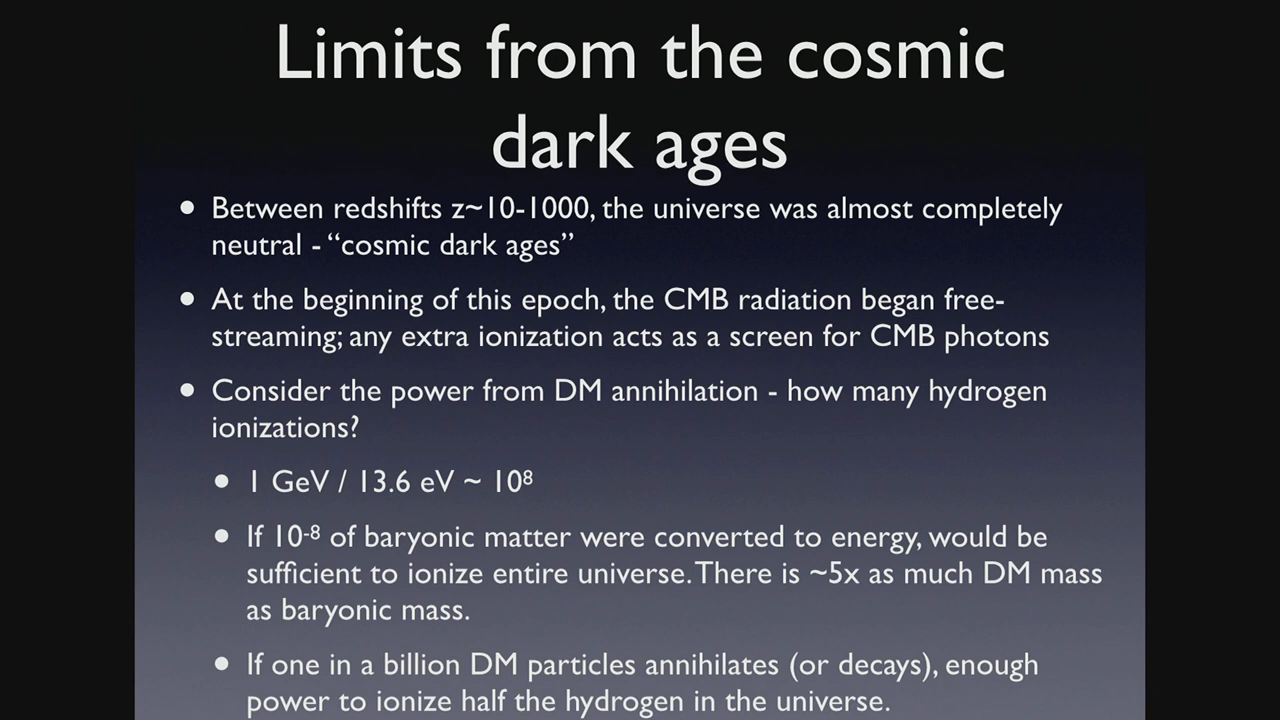 Limits from the cosmic
dark ages
• Between redshifts z~10-1000, the universe was almost completely
neutral - “cosmic dark ages”
• At the beginning of this epoch, the CMB radiation began free-
streaming; any extra ionization acts as a screen for CMB photons
• Consider the power from DM annihilation - how many hydrogen
ionizations?
• 1 GeV / 13.6 eV ~ 10⁸
• If 10⁻⁸ of baryonic matter were converted to energy, would be
sufficient to ionize entire universe. There is ~5x as much DM mass
as baryonic mass.
• If one in a billion DM particles annihilates (or decays), enough
power to ionize half the hydrogen in the universe.